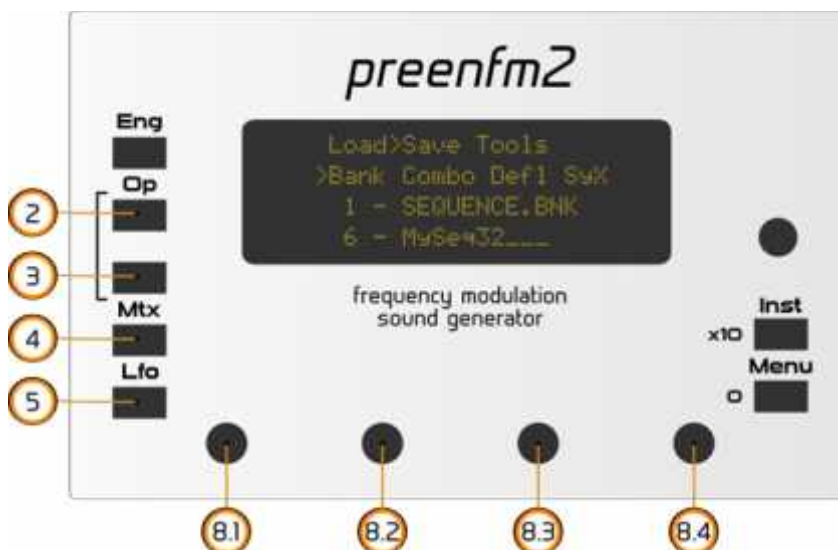 preenfm2
Eng
Load>Save Tools
>Bank Combo Defl SyX
1 - SEQUENCE.BNK
6 - MySeq32___
Op
2
3
frequency modulation
sound generator
Mtx
4
Inst
x10
Lfo
5
Menu
0
8.1
8.2
8.3
8.4